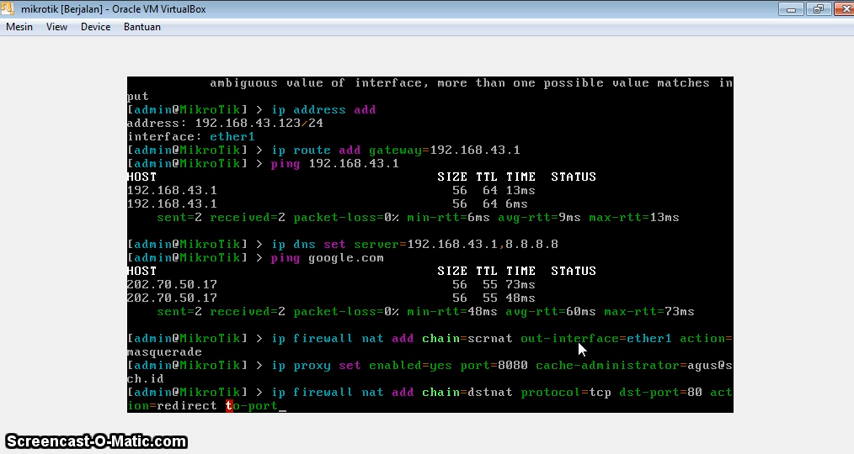 mikrotik [Berjalan] - Oracle VM VirtualBox
Mesin View Device Bantuan
ambiguous value of interface, more than one possible value matches in
put
[admin@MikroTik] > ip address add
address: 192.168.43.123/24
interface: ether1
[admin@MikroTik] > ip route add gateway=192.168.43.1
[admin@MikroTik] > ping 192.168.43.1
HOST SIZE TTL TIME STATUS
192.168.43.1 56 64 13ms
192.168.43.1 56 64 6ms
sent=2 received=2 packet-loss=0% min-rtt=6ms avg-rtt=9ms max-rtt=13ms
[admin@MikroTik] > ip dns set server=192.168.43.1,8.8.8.8
[admin@MikroTik] > ping google.com
HOST SIZE TTL TIME STATUS
202.70.50.17 56 55 73ms
202.70.50.17 56 55 48ms
sent=2 received=2 packet-loss=0% min-rtt=48ms avg-rtt=60ms max-rtt=73ms
[admin@MikroTik] > ip firewall nat add chain=scrnat out-interface=ether1 action=
masquerade
[admin@MikroTik] > ip proxy set enabled=yes port=8080 cache-administrator=agus@s
ch.id
[admin@MikroTik] > ip firewall nat add chain=dstnat protocol=tcp dst-port=80 act
ion=redirect to-port_
Screencast-O-Matic.com